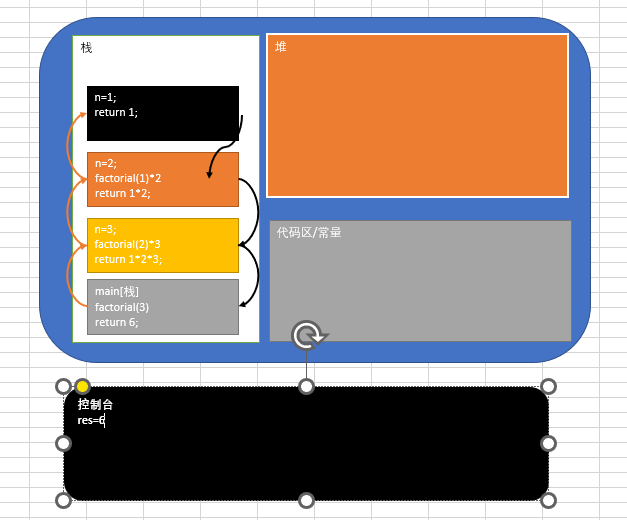 栈
堆
n=1;
return 1;
n=2;
factorial(1)*2
return 1*2;
n=3;
factorial(2)*3
return 1*2*3;
代码区/常量
main[栈]
factorial(3)
return 6;
控制台
res=6